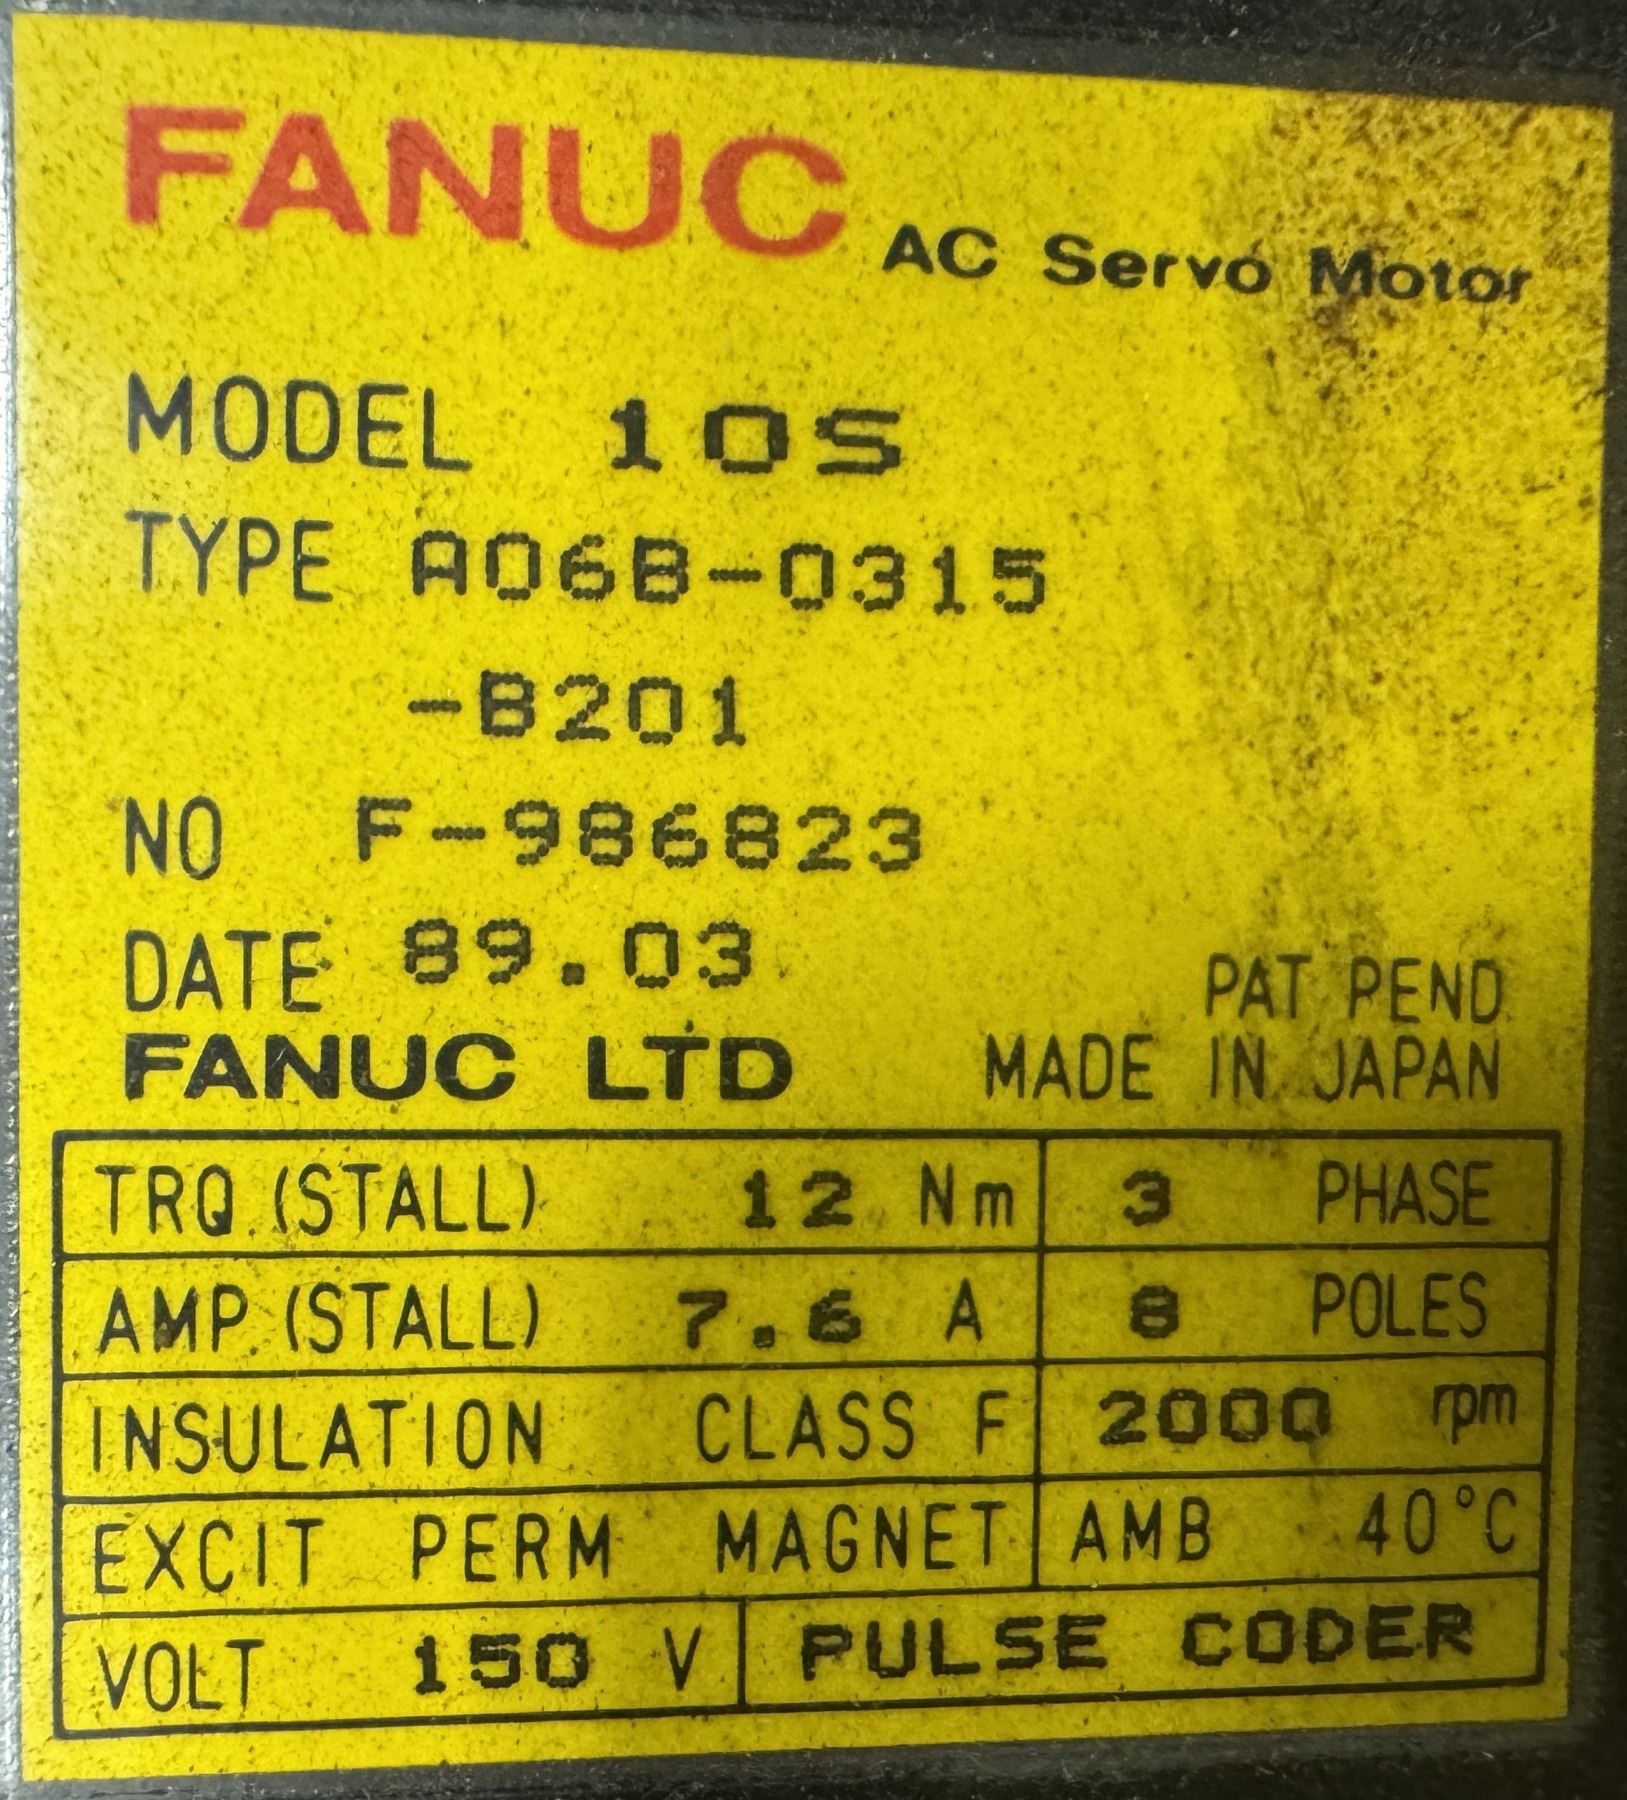 FANUC AC Servo Motor
MODEL 10S
TYPE A06B-0315
-B201
NO F-986823
DATE 89.03
PAT PEND
FANUC LTD MADE IN JAPAN
TRQ (STALL) 12 Nm 3 PHASE
AMP. (STALL) 7.6 A 8 POLES
INSULATION CLASS F 2000 rpm
EXCIT PERM MAGNET AMB 40°C
VOLT 150 V PULSE CODER